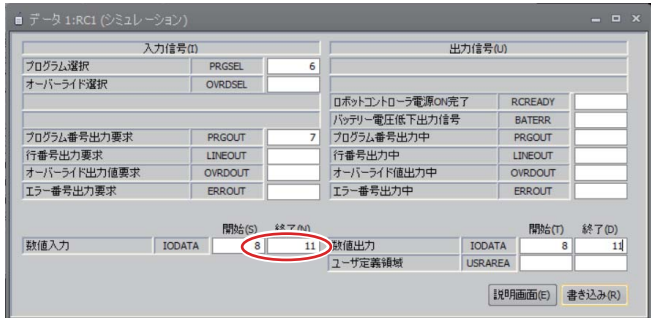 データ 1:RC1 (シミュレーション)
入力信号(I) 出力信号(U)
プログラム選択 PRGSEL 6
オーバーライド選択 OVRDSEL
ロボットコントローラ電源ON完了 RCREADY
バッテリー電圧低下出力信号 BATERR
プログラム番号出力要求 PRGOUT 7 プログラム番号出力中 PRGOUT
行番号出力要求 LINEOUT 行番号出力中 LINEOUT
オーバーライド出力値要求 OVRDOUT オーバーライド値出力中 OVRDOUT
エラー番号出力要求 ERROUT エラー番号出力中 ERROUT
開始(S) 終了(N) 開始(T) 終了(D)
数値入力 IODATA 8 11 数値出力 IODATA 8 11
ユーザ定義領域 USRAREA
説明画面(E) 書き込み(R)